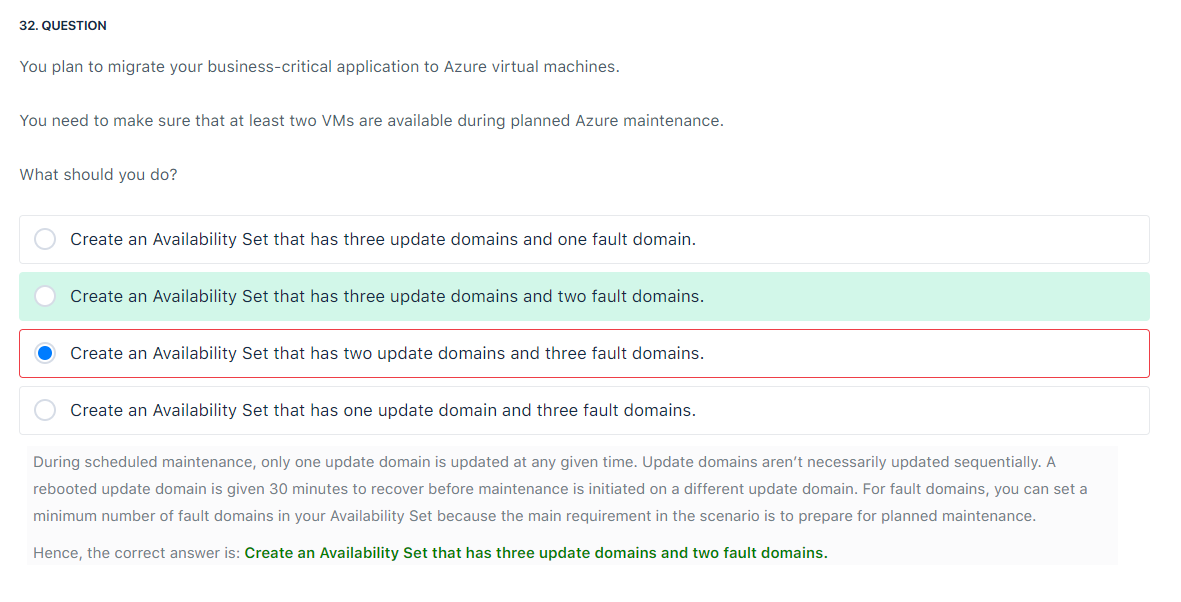 32. QUESTION
You plan to migrate your business-critical application to Azure virtual machines.
You need to make sure that at least two VMs are available during planned Azure maintenance.
What should you do?
Create an Availability Set that has three update domains and one fault domain.
Create an Availability Set that has three update domains and two fault domains.
Create an Availability Set that has two update domains and three fault domains.
Create an Availability Set that has one update domain and three fault domains.
During scheduled maintenance, only one update domain is updated at any given time. Update domains aren’t necessarily updated sequentially. A
rebooted update domain is given 30 minutes to recover before maintenance is initiated on a different update domain. For fault domains, you can set a
minimum number of fault domains in your Availability Set because the main requirement in the scenario is to prepare for planned maintenance.
Hence, the correct answer is: Create an Availability Set that has three update domains and two fault domains.